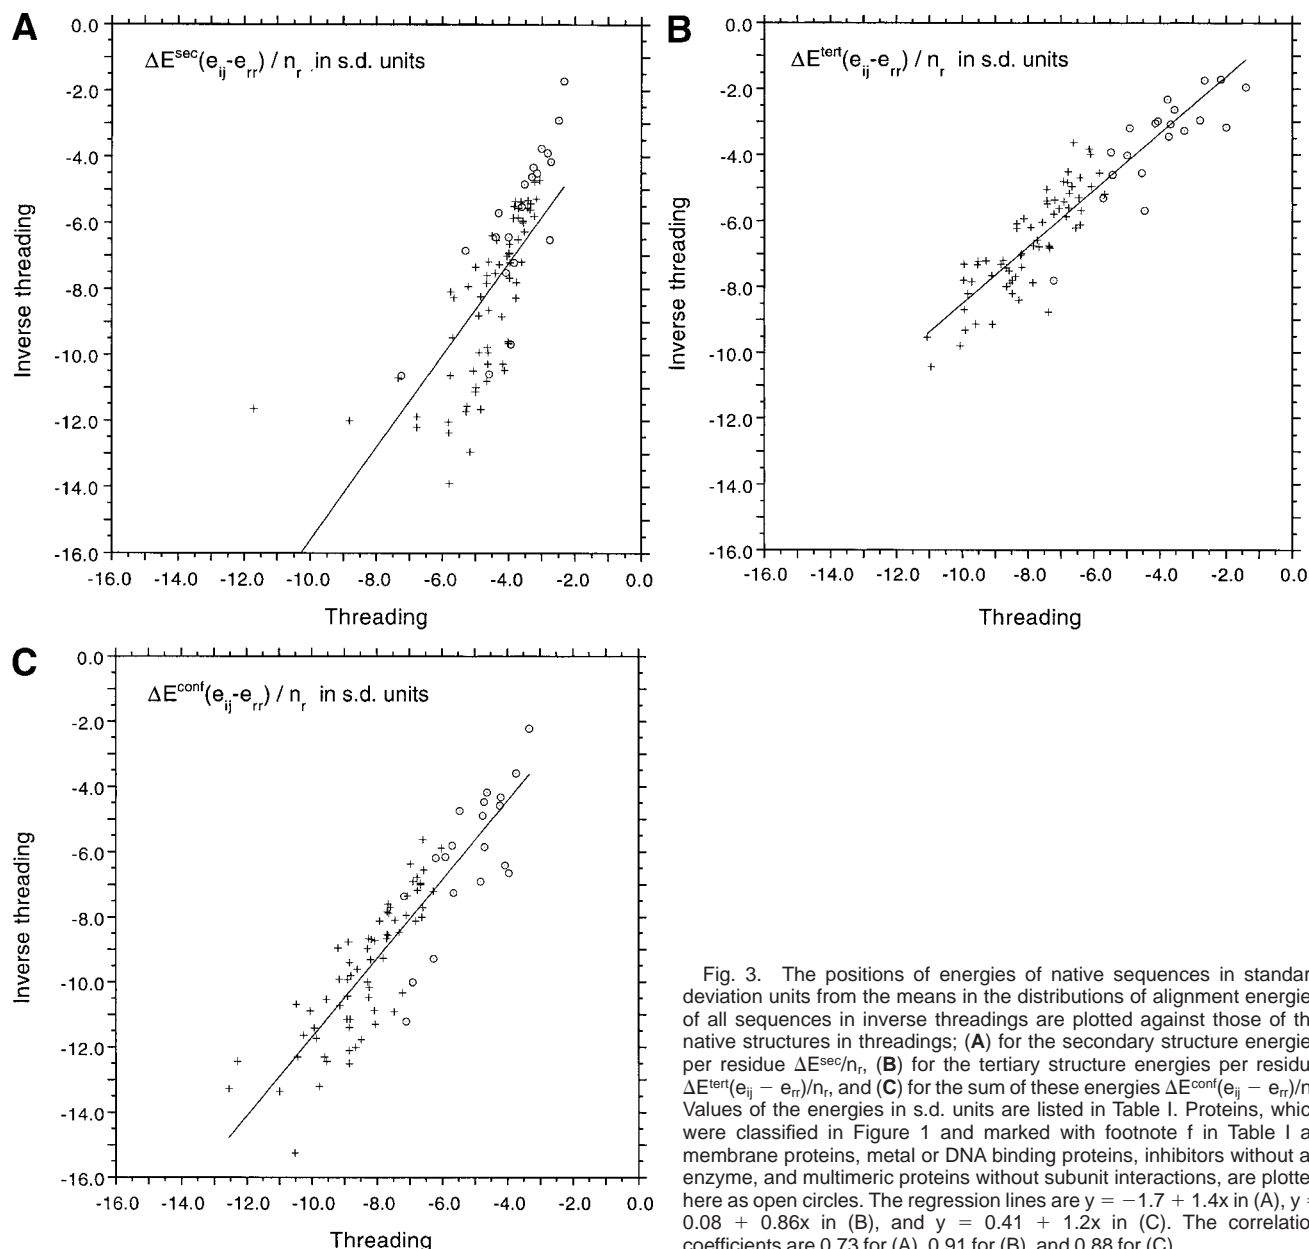 A
ΔE^sec(e_ij-e_rr) / n_r in s.d. units
0.0
-2.0
-4.0
-6.0
-8.0
-10.0
-12.0
-14.0
-16.0
Inverse threading
-16.0 -14.0 -12.0 -10.0 -8.0 -6.0 -4.0 -2.0 0.0
Threading
B
ΔE^tert(e_ij-e_rr) / n_r in s.d. units
0.0
-2.0
-4.0
-6.0
-8.0
-10.0
-12.0
-14.0
-16.0
Inverse threading
-16.0 -14.0 -12.0 -10.0 -8.0 -6.0 -4.0 -2.0 0.0
Threading
C
ΔE^conf(e_ij-e_rr) / n_r in s.d. units
0.0
-2.0
-4.0
-6.0
-8.0
-10.0
-12.0
-14.0
-16.0
Inverse threading
-16.0 -14.0 -12.0 -10.0 -8.0 -6.0 -4.0 -2.0 0.0
Threading
Fig. 3. The positions of energies of native sequences in standar
deviation units from the means in the distributions of alignment energie
of all sequences in inverse threadings are plotted against those of th
native structures in threadings; (A) for the secondary structure energie
per residue ΔE^sec/n_r, (B) for the tertiary structure energies per residu
ΔE^tert(e_ij − e_rr)/n_r, and (C) for the sum of these energies ΔE^conf(e_ij − e_rr)/n
Values of the energies in s.d. units are listed in Table I. Proteins, whic
were classified in Figure 1 and marked with footnote f in Table I a
membrane proteins, metal or DNA binding proteins, inhibitors without a
enzyme, and multimeric proteins without subunit interactions, are plotte
here as open circles. The regression lines are y = −1.7 + 1.4x in (A), y =
0.08 + 0.86x in (B), and y = 0.41 + 1.2x in (C). The correlatio
coefficients are 0.73 for (A), 0.91 for (B), and 0.88 for (C).